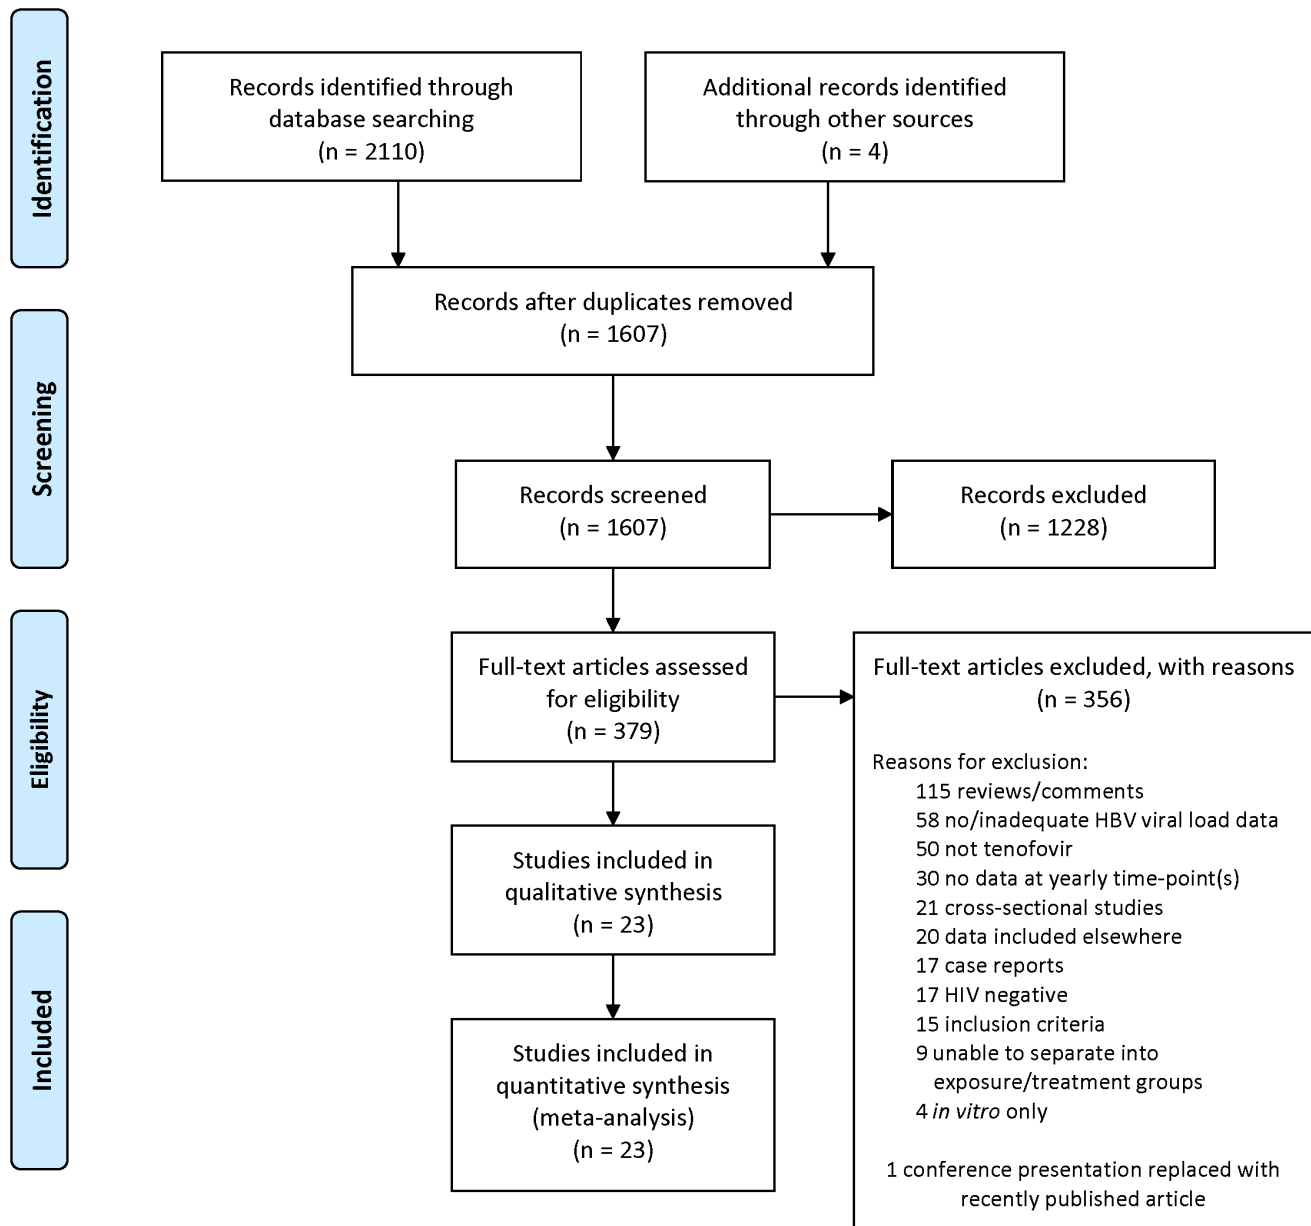 Identification
Records identified through
database searching
(n = 2110)
Additional records identified
through other sources
(n = 4)
Records after duplicates removed
(n = 1607)
Screening
Records screened
(n = 1607)
Records excluded
(n = 1228)
Eligibility
Full-text articles assessed
for eligibility
(n = 379)
Full-text articles excluded, with reasons
(n = 356)
Reasons for exclusion:
115 reviews/comments
58 no/inadequate HBV viral load data
50 not tenofovir
30 no data at yearly time-point(s)
21 cross-sectional studies
20 data included elsewhere
17 case reports
17 HIV negative
15 inclusion criteria
9 unable to separate into
exposure/treatment groups
4 in vitro only
1 conference presentation replaced with
recently published article
Studies included in
qualitative synthesis
(n = 23)
Included
Studies included in
quantitative synthesis
(meta-analysis)
(n = 23)